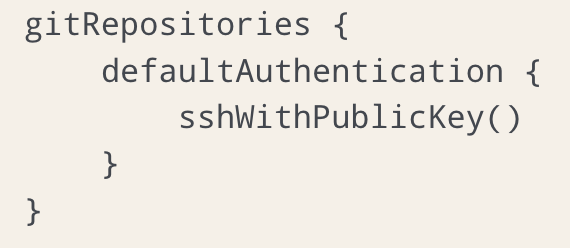 gitRepositories {
    defaultAuthentication {
        sshWithPublicKey()
    }
}